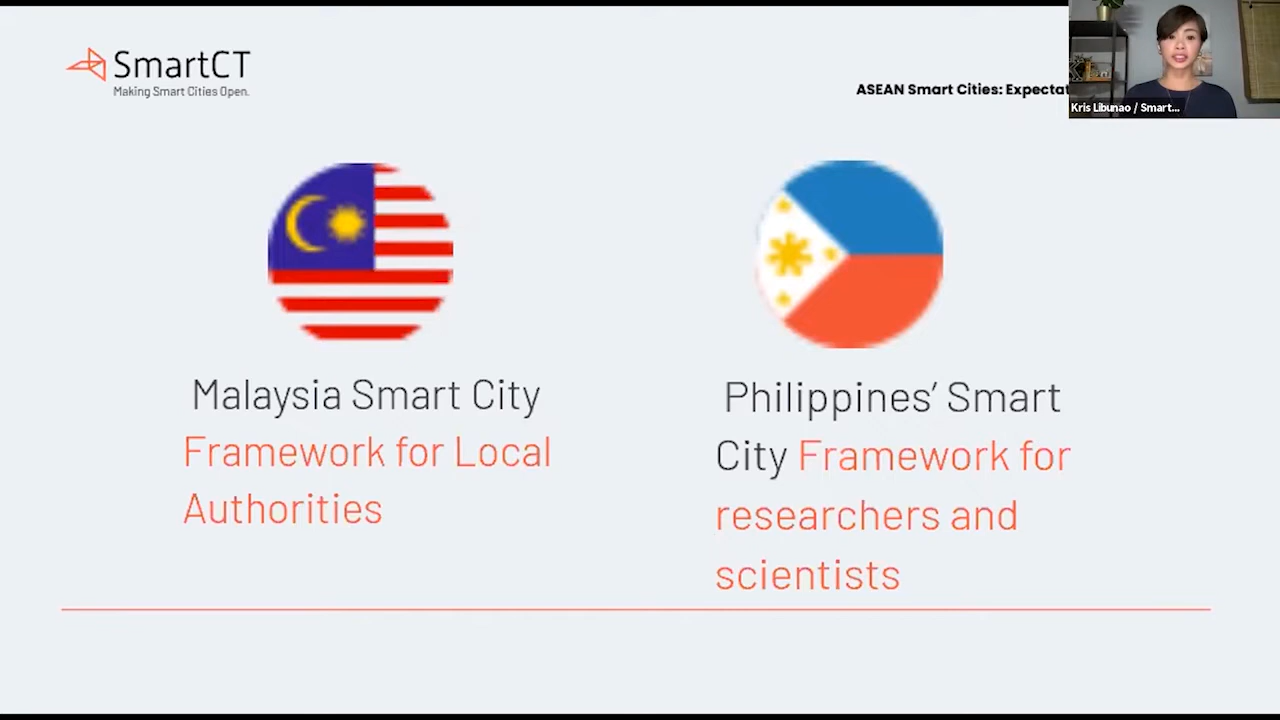 SmartCT
Making Smart Cities Open.
ASEAN Smart Cities:
Kris Libunao / Smart...
Malaysia Smart City
Framework for Local
Authorities
Philippines’ Smart
City Framework for
researchers and
scientists